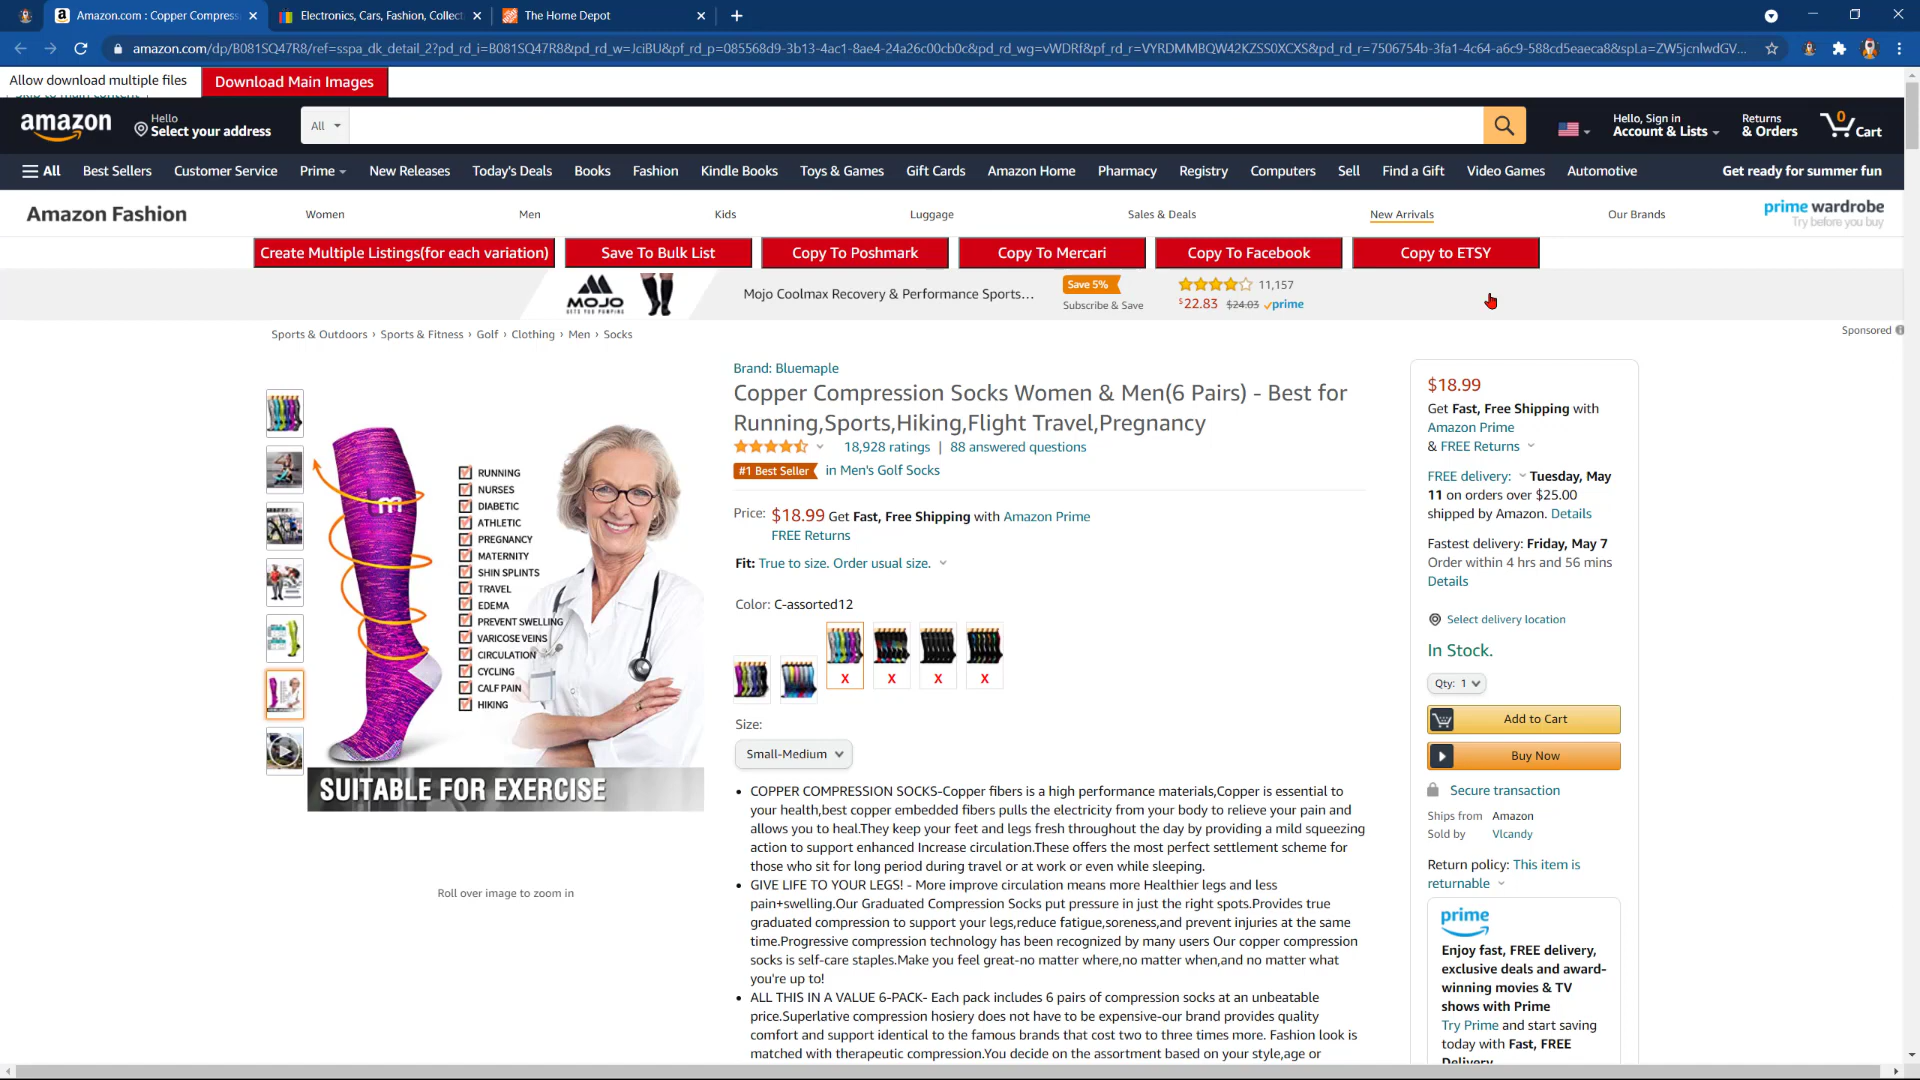 Amazon.com : Copper Compress
Electronics, Cars, Fashion, Collect
The Home Depot
amazon.com/dp/B081SQ47R8/ref=sspa_dk_detail_2?pd_rd_i=B081SQ47R8&pd_rd_w=JciBU&pf_rd_p=085568d9-3b13-4ac1-8ae4-24a26c00cb0c&pd_rd_wg=vWDRf&pf_rd_r=VYRDMMBQW42KZSS0XCXS&pd_rd_r=7506754b-3fa1-4c64-a6c9-588cd5eaeca8&spLa=ZW5jcnlwdGV...
Allow download multiple files
Download Main Images
amazon
Hello
Select your address
All
Hello, Sign in
Account & Lists
Returns
& Orders
0
Cart
All
Best Sellers
Customer Service
Prime
New Releases
Today's Deals
Books
Fashion
Kindle Books
Toys & Games
Gift Cards
Amazon Home
Pharmacy
Registry
Computers
Sell
Find a Gift
Video Games
Automotive
Get ready for summer fun
Amazon Fashion
Women
Men
Kids
Luggage
Sales & Deals
New Arrivals
Our Brands
prime wardrobe
Try before you buy
Create Multiple Listings(for each variation)
Save To Bulk List
Copy To Poshmark
Copy To Mercari
Copy To Facebook
Copy to ETSY
MOJO
Mojo Coolmax Recovery & Performance Sports...
Save 5%
Subscribe & Save
11,157
$22.83 $24.03 prime
Sponsored
Sports & Outdoors › Sports & Fitness › Golf › Clothing › Men › Socks
Brand: Bluemaple
Copper Compression Socks Women & Men(6 Pairs) - Best for
Running,Sports,Hiking,Flight Travel,Pregnancy
18,928 ratings | 88 answered questions
#1 Best Seller in Men's Golf Socks
Price: $18.99 Get Fast, Free Shipping with Amazon Prime
FREE Returns
Fit: True to size. Order usual size.
Color: C-assorted12
X
X
X
X
Size:
Small-Medium
m
RUNNING
NURSES
DIABETIC
ATHLETIC
PREGNANCY
MATERNITY
SHIN SPLINTS
TRAVEL
EDEMA
PREVENT SWELLING
VARICOSE VEINS
CIRCULATION
CYCLING
CALF PAIN
HIKING
SUITABLE FOR EXERCISE
Roll over image to zoom in
• COPPER COMPRESSION SOCKS-Copper fibers is a high performance materials,Copper is essential to
your health,best copper embedded fibers pulls the electricity from your body to relieve your pain and
allows you to heal.They keep your feet and legs fresh throughout the day by providing a mild squeezing
action to support enhanced Increase circulation.These offers the most perfect settlement scheme for
those who sit for long period during travel or at work or even while sleeping.
• GIVE LIFE TO YOUR LEGS! - More improve circulation means more Healthier legs and less
pain+swelling.Our Graduated Compression Socks put pressure in just the right spots.Provides true
graduated compression to support your legs,reduce fatigue,soreness,and prevent injuries at the same
time.Progressive compression technology has been recognized by many users Our copper compression
socks is self-care staples.Make you feel great-no matter where,no matter when,and no matter what
you're up to!
• ALL THIS IN A VALUE 6-PACK- Each pack includes 6 pairs of compression socks at an unbeatable
price.Superlative compression hosiery does not have to be expensive-our brand provides quality
comfort and support identical to the famous brands that cost two to three times more. Fashion look is
matched with therapeutic compression.You decide on the assortment based on your style,age or
$18.99
Get Fast, Free Shipping with
Amazon Prime
& FREE Returns
FREE delivery: Tuesday, May
11 on orders over $25.00
shipped by Amazon. Details
Fastest delivery: Friday, May 7
Order within 4 hrs and 56 mins
Details
Select delivery location
In Stock.
Qty: 1
Add to Cart
Buy Now
Secure transaction
Ships from Amazon
Sold by Vlcandy
Return policy: This item is
returnable
prime
Enjoy fast, FREE delivery,
exclusive deals and award-
winning movies & TV
shows with Prime
Try Prime and start saving
today with Fast, FREE
Delivery